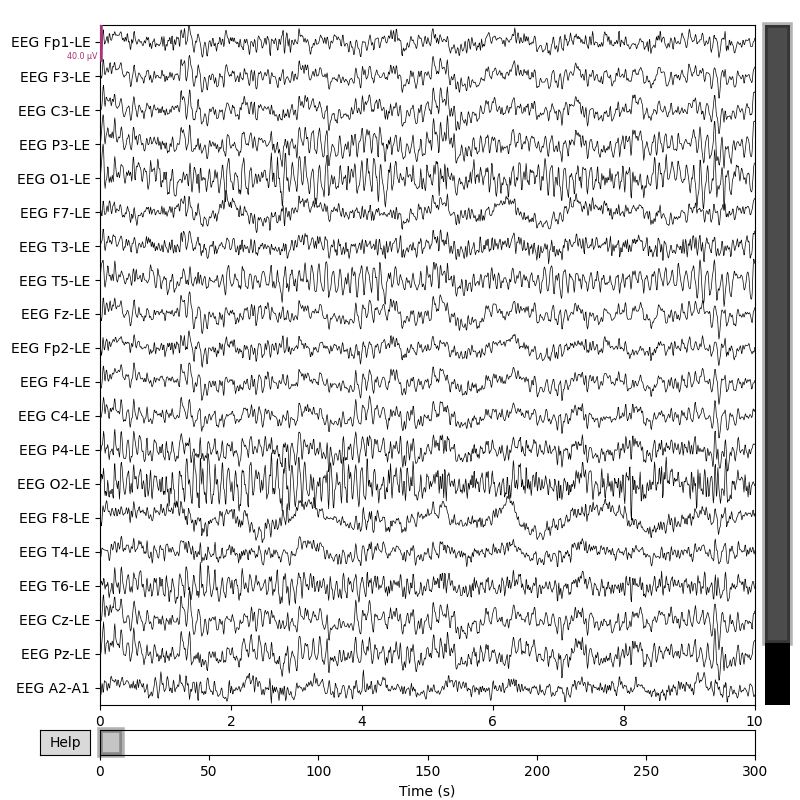 EEG Fp1-LE
40.0 µV
EEG F3-LE
EEG C3-LE
EEG P3-LE
EEG O1-LE
EEG F7-LE
EEG T3-LE
EEG T5-LE
EEG Fz-LE
EEG Fp2-LE
EEG F4-LE
EEG C4-LE
EEG P4-LE
EEG O2-LE
EEG F8-LE
EEG T4-LE
EEG T6-LE
EEG Cz-LE
EEG Pz-LE
EEG A2-A1
0 2 4 6 8 10
Help
0 50 100 150 200 250 300
Time (s)